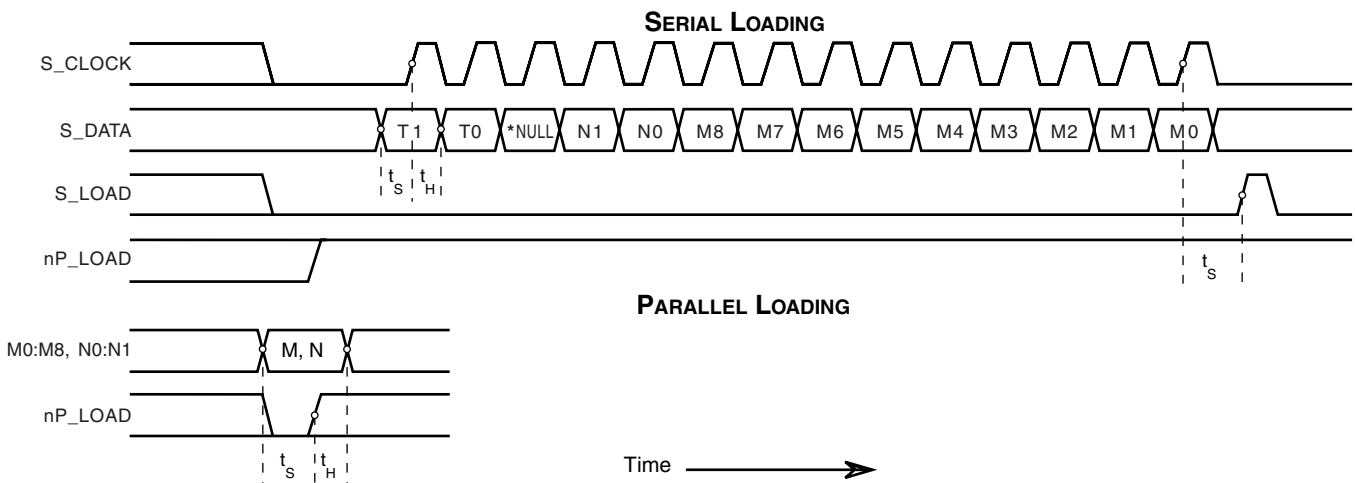 SERIAL LOADING
S_CLOCK
S_DATA
T1 T0 *NULL N1 N0 M8 M7 M6 M5 M4 M3 M2 M1 M0
tS tH
S_LOAD
nP_LOAD
tS
PARALLEL LOADING
M0:M8, N0:N1
M, N
nP_LOAD
tS tH
Time